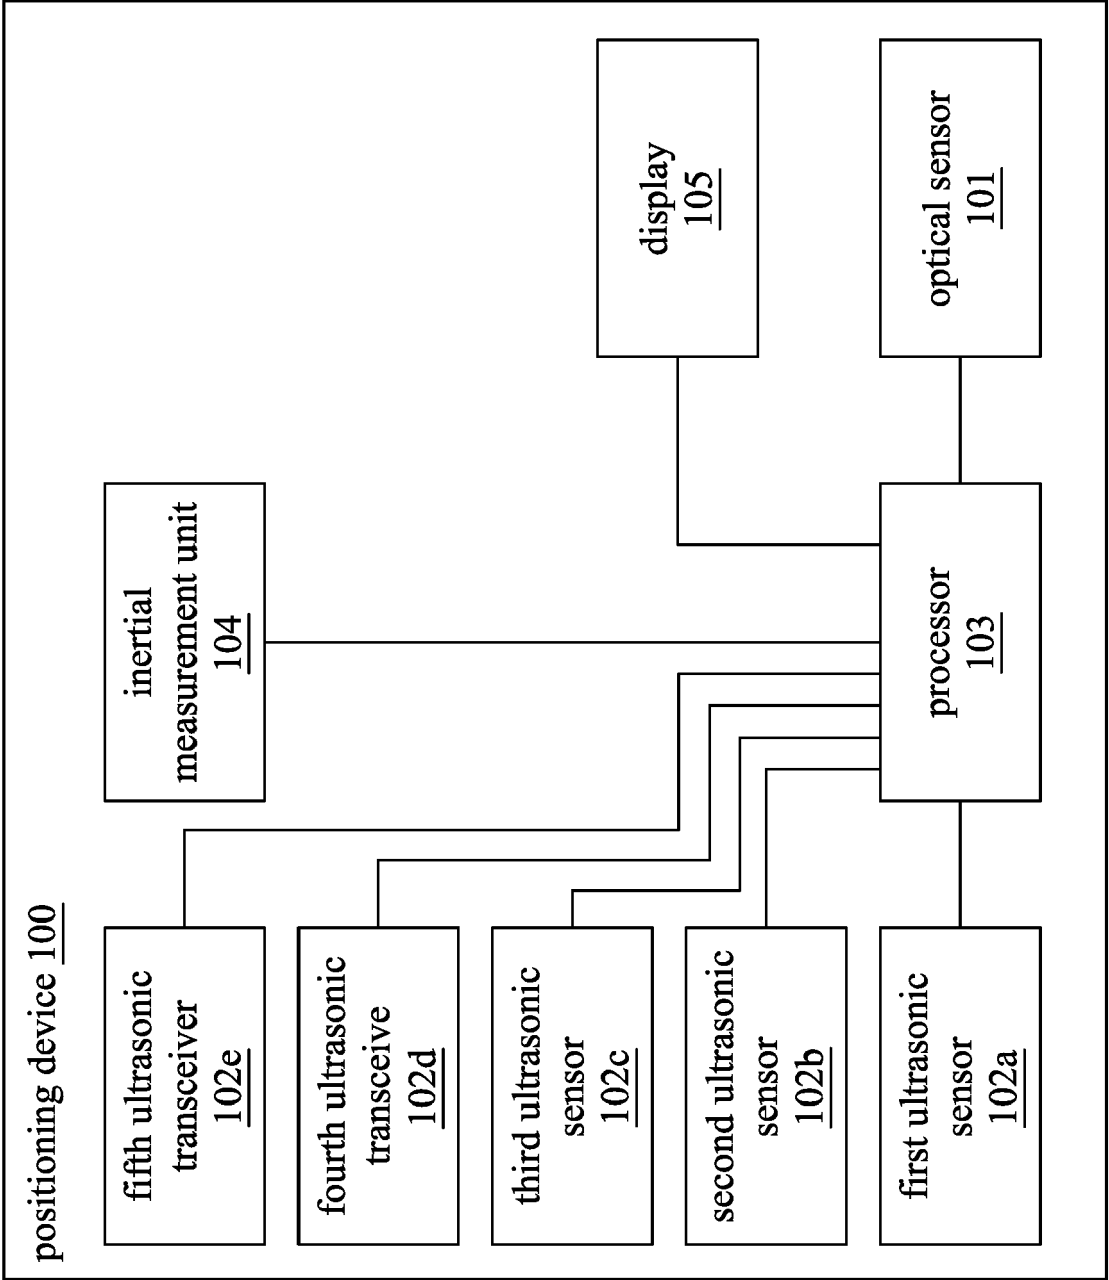 positioning device 100
fifth ultrasonic
transceiver
102e
fourth ultrasonic
transceive
102d
third ultrasonic
sensor
102c
second ultrasonic
sensor
102b
first ultrasonic
sensor
102a
inertial
measurement unit
104
processor
103
display
105
optical sensor
101